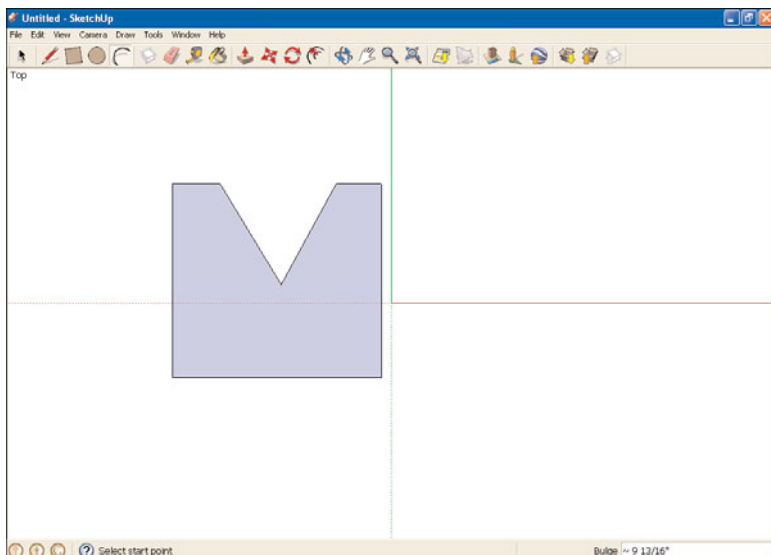 Untitled - SketchUp
File Edit View Camera Draw Tools Window Help
Top
Select start point
Bulge ~ 9 13/16"